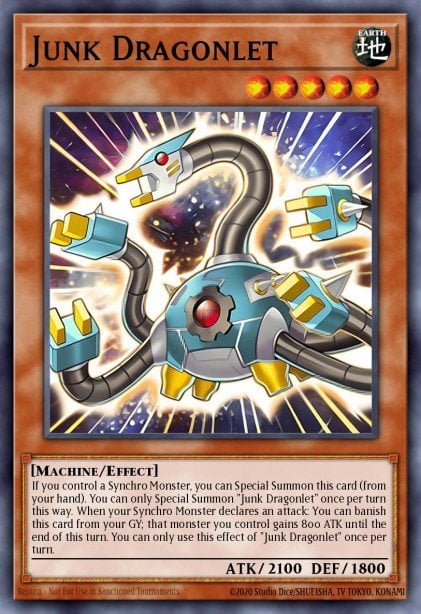 JUNK DRAGONLET
EARTH
地
[MACHINE/EFFECT]
If you control a Synchro Monster, you can Special Summon this card (from
your hand). You can only Special Summon "Junk Dragonlet" once per turn
this way. When your Synchro Monster declares an attack: You can banish
this card from your GY; that monster you control gains 800 ATK until the
end of this turn. You can only use this effect of "Junk Dragonlet" once per
turn.
ATK/2100 DEF/1800
Replica - Not For Use in Sanctioned Tournaments
©2020 Studio Dice/SHUEISHA, TV TOKYO, KONAMI